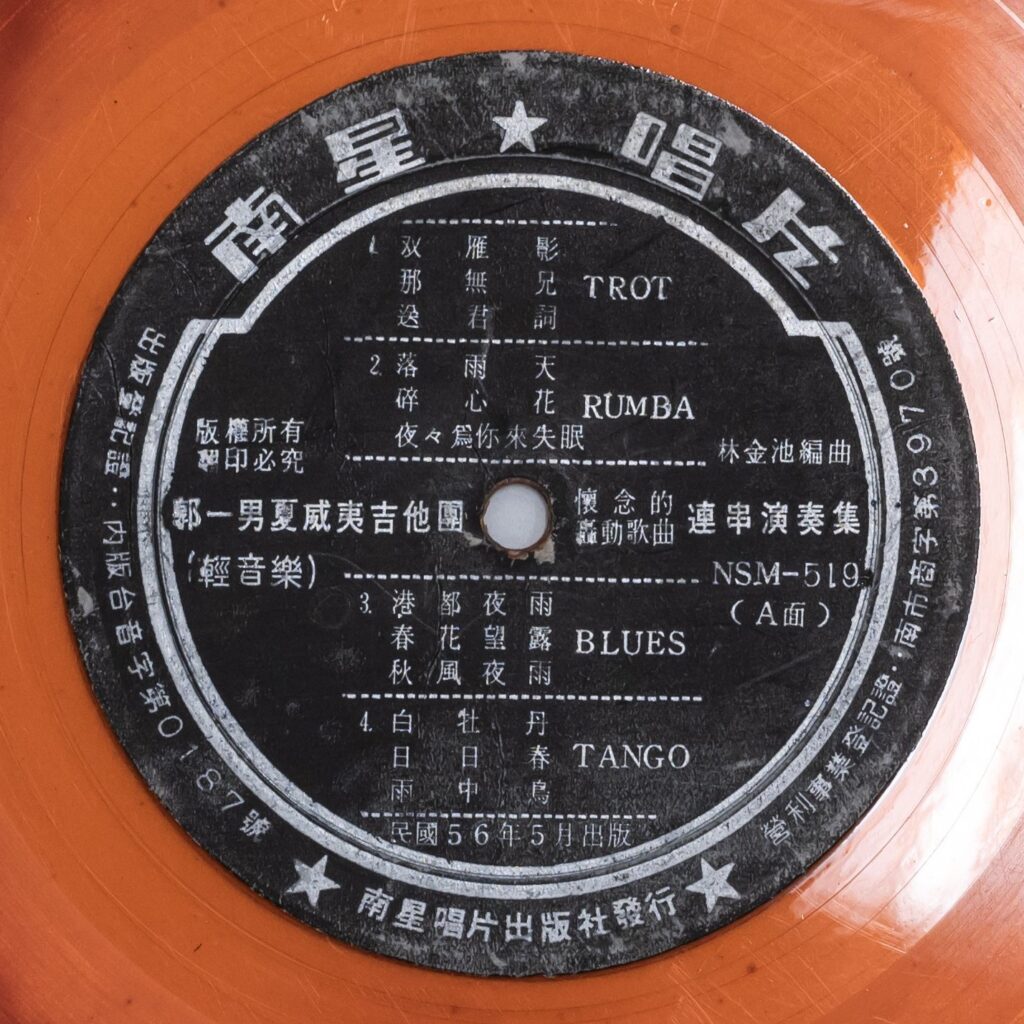 南星★唱片
1. 双雁影
那無兄 TROT
送君詞
2. 落雨天
碎心花 RUMBA
夜々爲你來失眠
版權所有
翻印必究
林金池編曲
郭一男夏威夷吉他團
(輕音樂)
懷念的
轟動歌曲 連串演奏集
NSM-519
(A面)
3. 港都夜雨
春花望露 BLUES
秋風夜雨
4. 白牡丹
日日春 TANGO
雨中鳥
民國56年5月出版
出版登記證:內版台音字第0187號
★南星唱片出版社發行★
營利事業登記證:南市商字第3970號